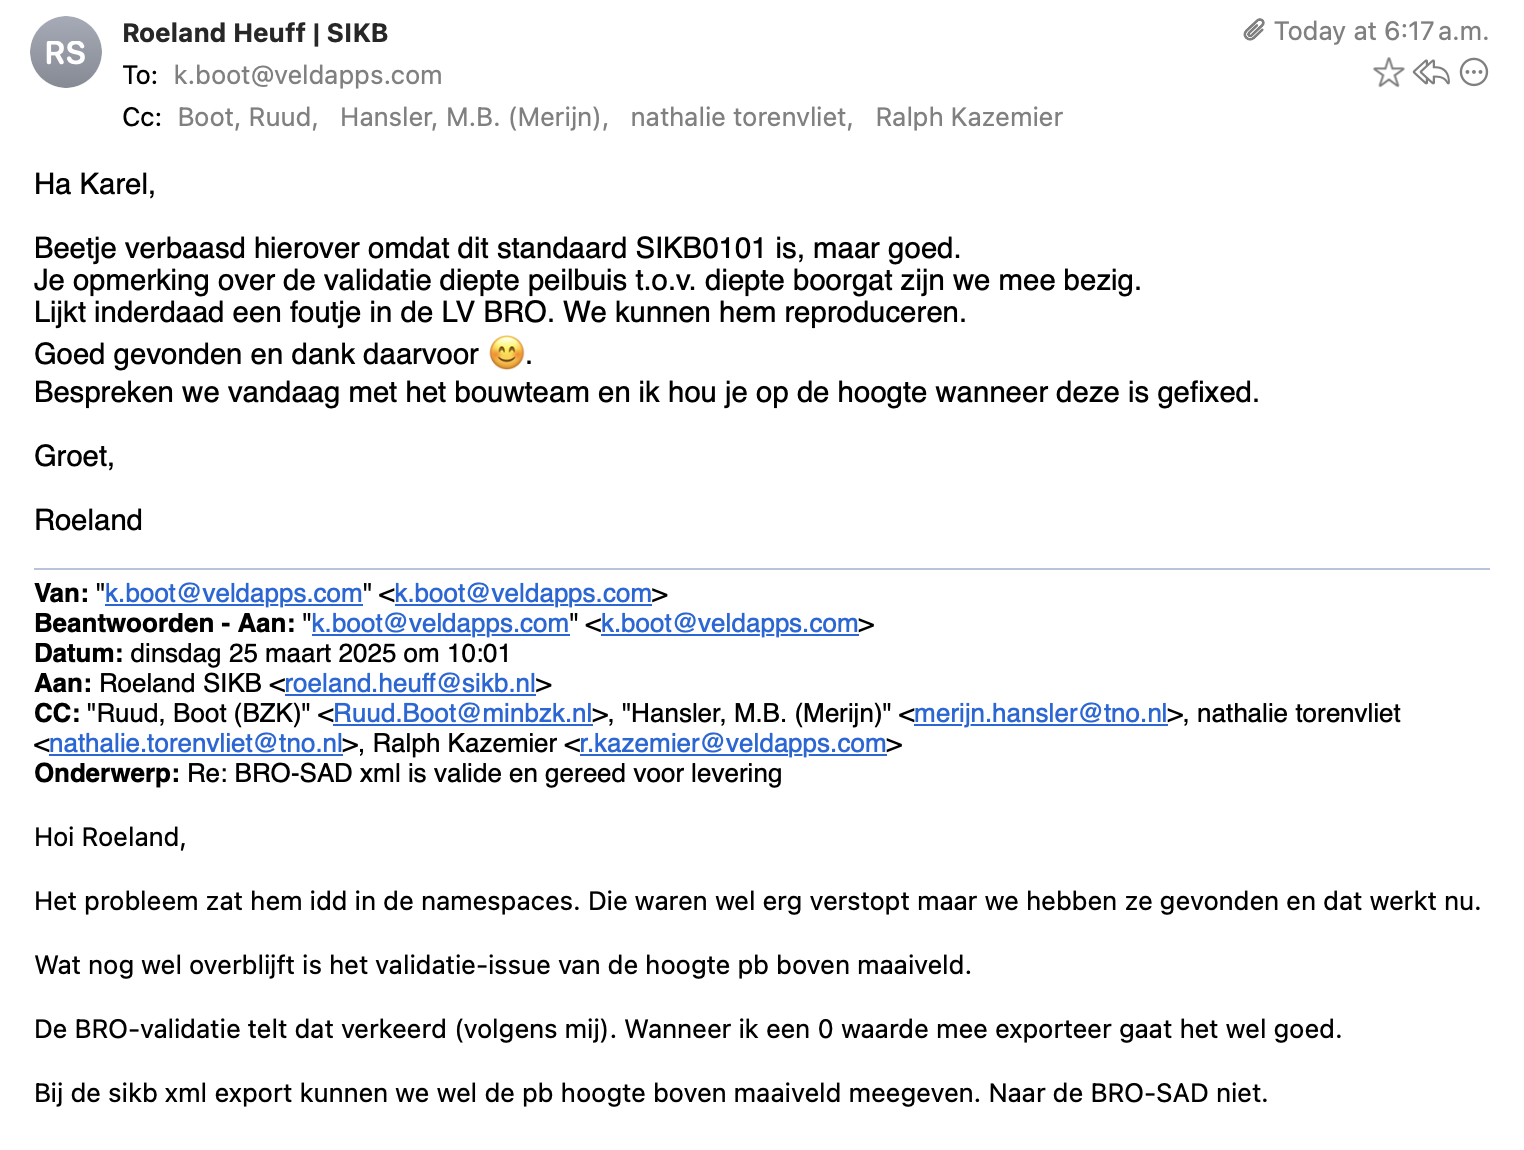 RS
Roeland Heuff | SIKB
Today at 6:17 a.m.
To: k.boot@veldapps.com
Cc: Boot, Ruud, Hansler, M.B. (Merijn), nathalie torenvliet, Ralph Kazemier
Ha Karel,
Beetje verbaasd hierover omdat dit standaard SIKB0101 is, maar goed.
Je opmerking over de validatie diepte peilbuis t.o.v. diepte boorgat zijn we mee bezig.
Lijkt inderdaad een foutje in de LV BRO. We kunnen hem reproduceren.
Goed gevonden en dank daarvoor 😊.
Bespreken we vandaag met het bouwteam en ik hou je op de hoogte wanneer deze is gefixed.
Groet,
Roeland
Van: "k.boot@veldapps.com" <k.boot@veldapps.com>
Beantwoorden - Aan: "k.boot@veldapps.com" <k.boot@veldapps.com>
Datum: dinsdag 25 maart 2025 om 10:01
Aan: Roeland SIKB <roeland.heuff@sikb.nl>
CC: "Ruud, Boot (BZK)" <Ruud.Boot@minbzk.nl>, "Hansler, M.B. (Merijn)" <merijn.hansler@tno.nl>, nathalie torenvliet
<nathalie.torenvliet@tno.nl>, Ralph Kazemier <r.kazemier@veldapps.com>
Onderwerp: Re: BRO-SAD xml is valide en gereed voor levering
Hoi Roeland,
Het probleem zat hem idd in de namespaces. Die waren wel erg verstopt maar we hebben ze gevonden en dat werkt nu.
Wat nog wel overblijft is het validatie-issue van de hoogte pb boven maaiveld.
De BRO-validatie telt dat verkeerd (volgens mij). Wanneer ik een 0 waarde mee exporteer gaat het wel goed.
Bij de sikb xml export kunnen we wel de pb hoogte boven maaiveld meegeven. Naar de BRO-SAD niet.